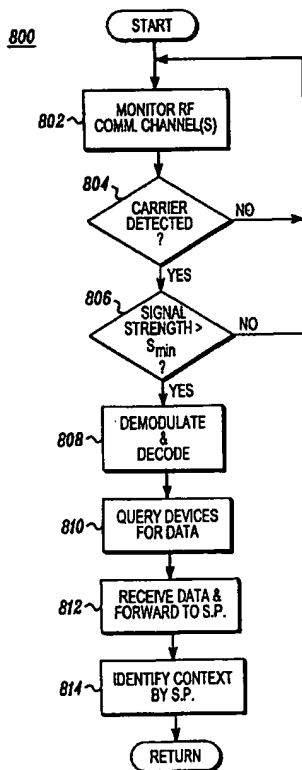 800
START
802
MONITOR RF
COMM. CHANNEL(S)
804
CARRIER
DETECTED
?
NO
YES
806
SIGNAL
STRENGTH >
Smin
?
NO
YES
808
DEMODULATE
&
DECODE
810
QUERY DEVICES
FOR DATA
812
RECEIVE DATA &
FORWARD TO S.P.
814
IDENTIFY CONTEXT
BY S.P.
RETURN